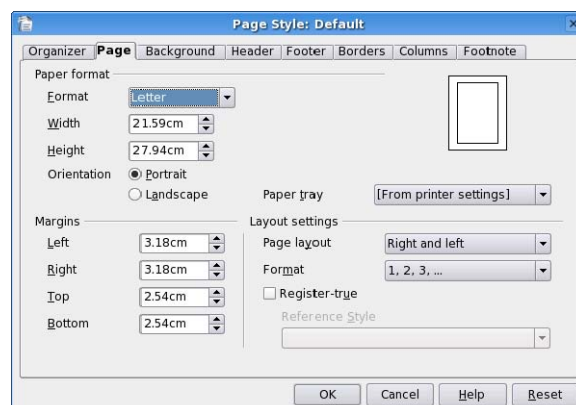 Page Style: Default
Organizer Page Background Header Footer Borders Columns Footnote
Paper format
Format Letter
Width 21.59cm
Height 27.94cm
Orientation Portrait
Landscape Paper tray [From printer settings]
Margins Layout settings
Left 3.18cm Page layout Right and left
Right 3.18cm Format 1, 2, 3, ...
Top 2.54cm Register-true
Bottom 2.54cm Reference Style
OK Cancel Help Reset